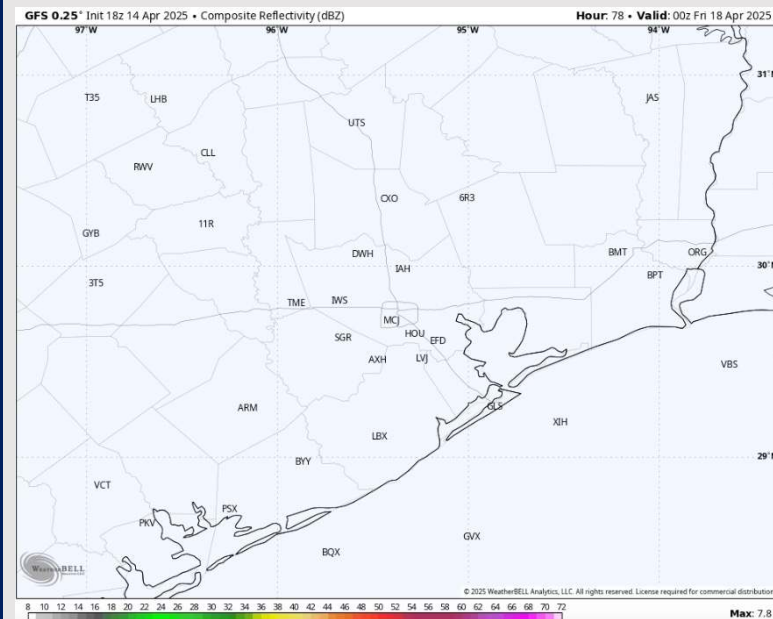 GFS 0.25° Init 18z 14 Apr 2025 • Composite Reflectivity (dBZ) Hour: 78 • Valid: 00z Fri 18 Apr 2025
97°W 96°W 95°W 94°W
31°N
T35 LHB JAS
UTS
CLL
RWV
OXO 6R3
11R
GYB
DWH BMT ORG
IAH 30°N
BPT
3T5
TME IWS
MCJ
SGR HOU EFD
AXH LVJ VBS
ARM GLS
XIH
LBX
BYY 29°N
VCT
PSX
PKV
GVX
BQX
WeatherBELL
© 2025 WeatherBELL Analytics, LLC. All rights reserved. License required for commercial distribution
8 10 12 14 16 18 20 22 24 26 28 30 32 34 36 38 40 42 44 46 48 50 52 54 56 58 60 62 64 66 68 70 72
Max: 7.8